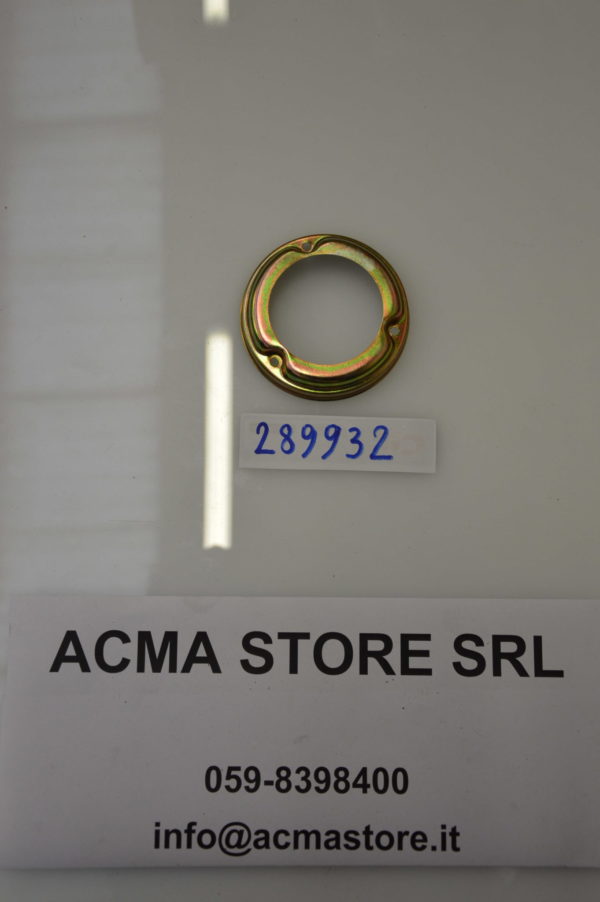 289932
ACMA STORE SRL
059-8398400
info@acmastore.it